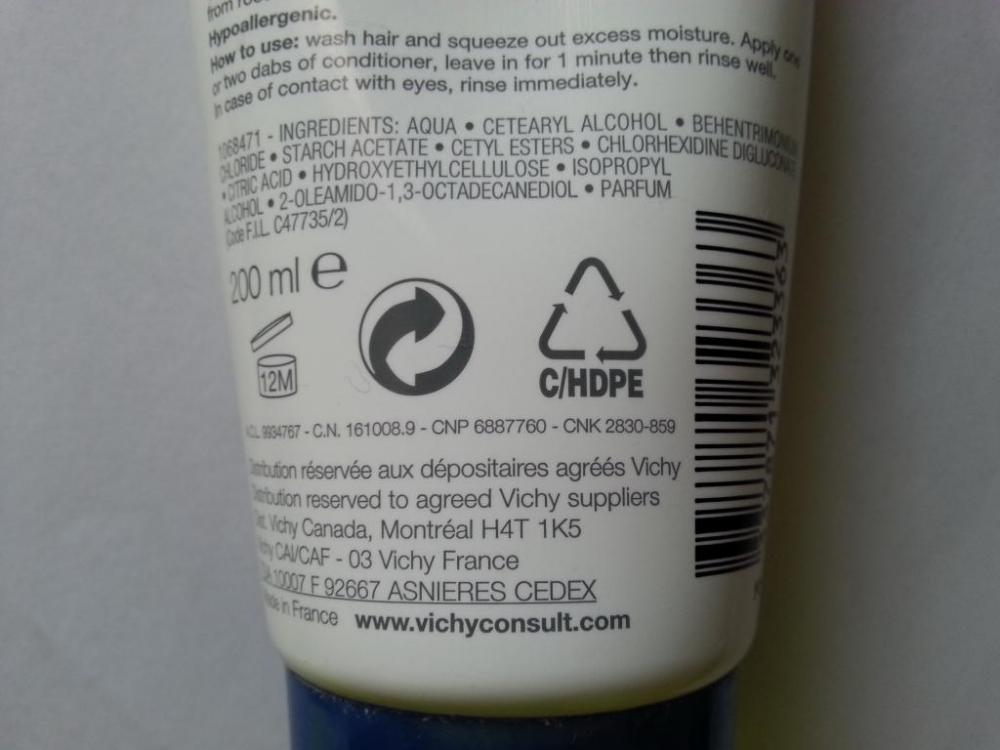 from
Hypoallergenic.
How to use: wash hair and squeeze out excess moisture. Apply one
or two dabs of conditioner, leave in for 1 minute then rinse well.
In case of contact with eyes, rinse immediately.
1068471 - INGREDIENTS: AQUA • CETEARYL ALCOHOL • BEHENTRIMONIUM
CHLORIDE • STARCH ACETATE • CETYL ESTERS • CHLORHEXIDINE DIGLUCONATE
• CITRIC ACID • HYDROXYETHYLCELLULOSE • ISOPROPYL
ALCOHOL • 2-OLEAMIDO-1,3-OCTADECANEDIOL • PARFUM
(Code F.I.L. C47735/2)
200 ml e
12M
C/HDPE
9934767 - C.N. 161008.9 - CNP 6887760 - CNK 2830-859
Distribution réservée aux dépositaires agréés Vichy
Distribution reserved to agreed Vichy suppliers
Vichy Canada, Montréal H4T 1K5
Vichy CAI/CAF - 03 Vichy France
10007 F 92667 ASNIERES CEDEX
Made in France www.vichyconsult.com